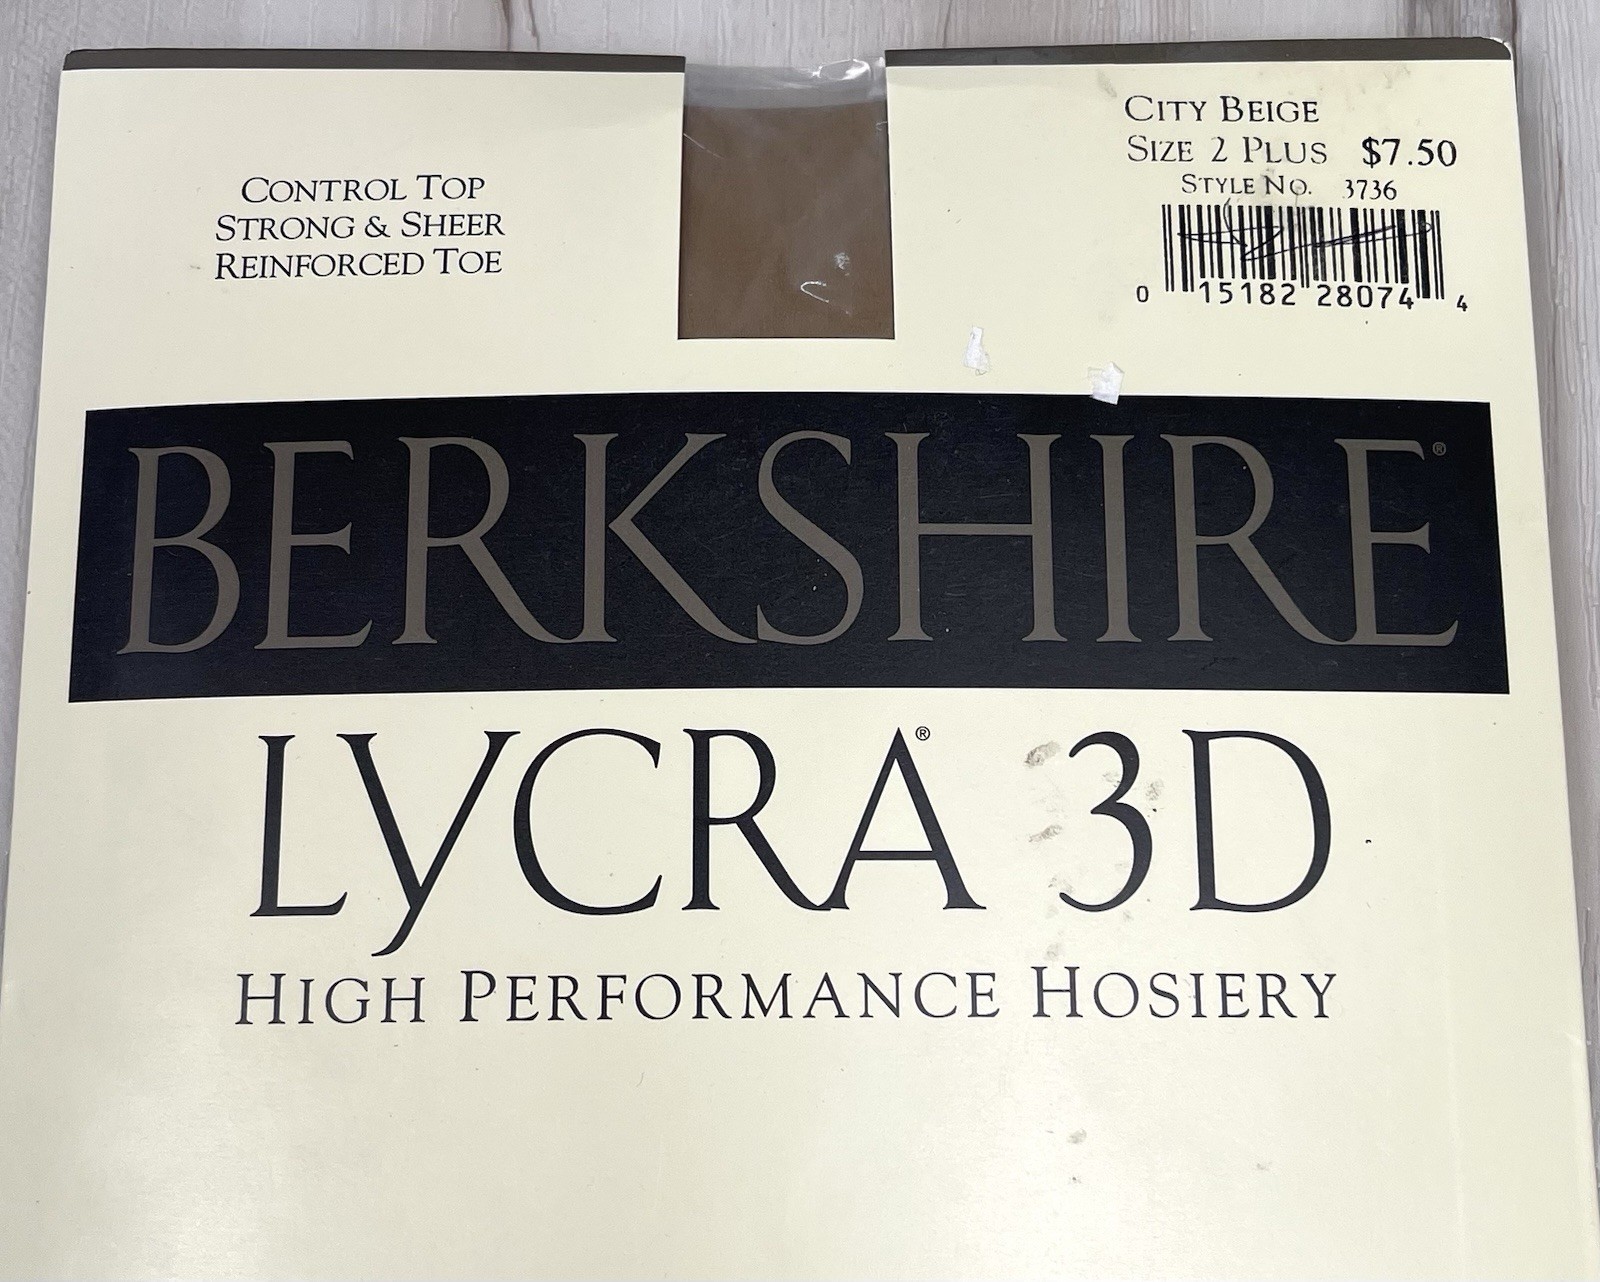 CONTROL TOP
STRONG & SHEER
REINFORCED TOE
CITY BEIGE
SIZE 2 PLUS $7.50
STYLE NO. 3736
0 15182 28074 4
BERKSHIRE®
LYCRA® 3D
HIGH PERFORMANCE HOSIERY